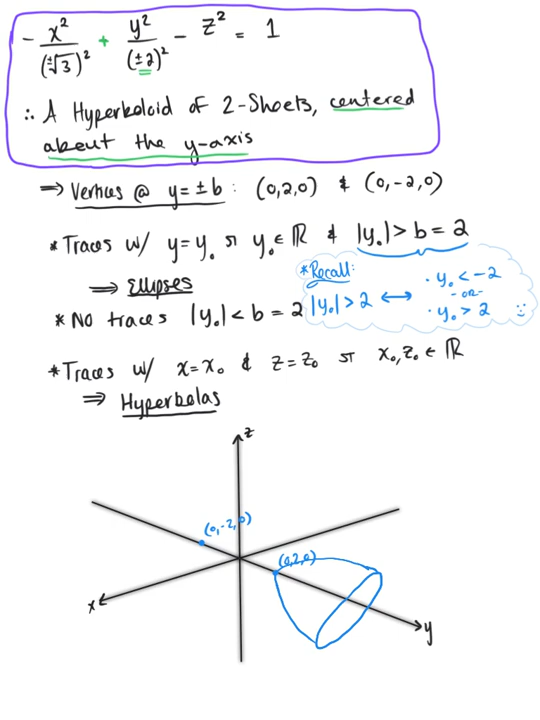 - x²/(±√3)² + y²/(±2)² - z² = 1
∴ A Hyperboloid of 2-Sheets, centered
about the y-axis
⇒ Vertices @ y = ±b : (0,2,0) & (0,-2,0)
*Traces w/ y = y₀ ST y₀ ∈ ℝ & |y₀| > b = 2
⇒ Ellipses
*Recall:
|y₀| > 2 ⟷ · y₀ < -2
-OR-
· y₀ > 2 :)
* No traces |y₀| < b = 2
*Traces w/ x = x₀ & z = z₀ ST x₀, z₀ ∈ ℝ
⇒ Hyperbolas
z
(0,-2,0)
(0,2,0)
x
y